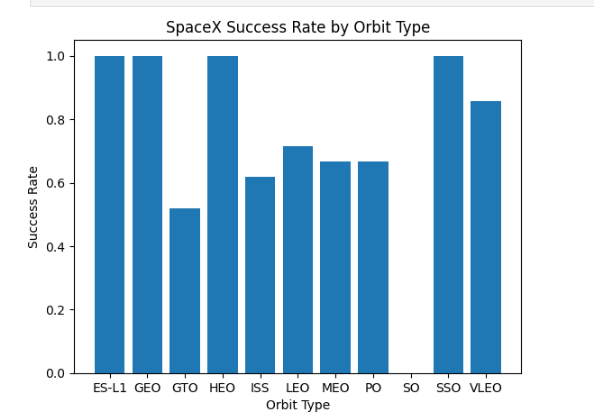 SpaceX Success Rate by Orbit Type
1.0
0.8
0.6
0.4
0.2
0.0
Success Rate
ES-L1 GEO GTO HEO ISS LEO MEO PO SO SSO VLEO
Orbit Type